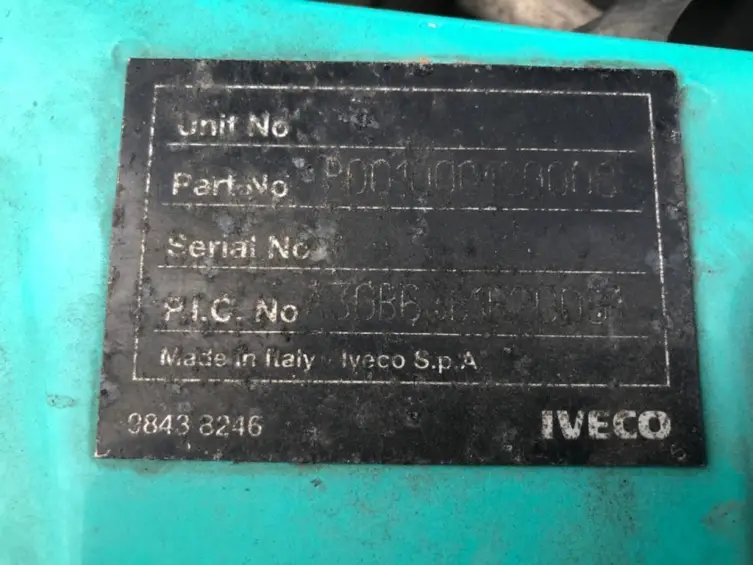 Unit No
Part No
Serial No
P.I.C. No
Made in Italy - Iveco S.p.A
9843 8246
IVECO